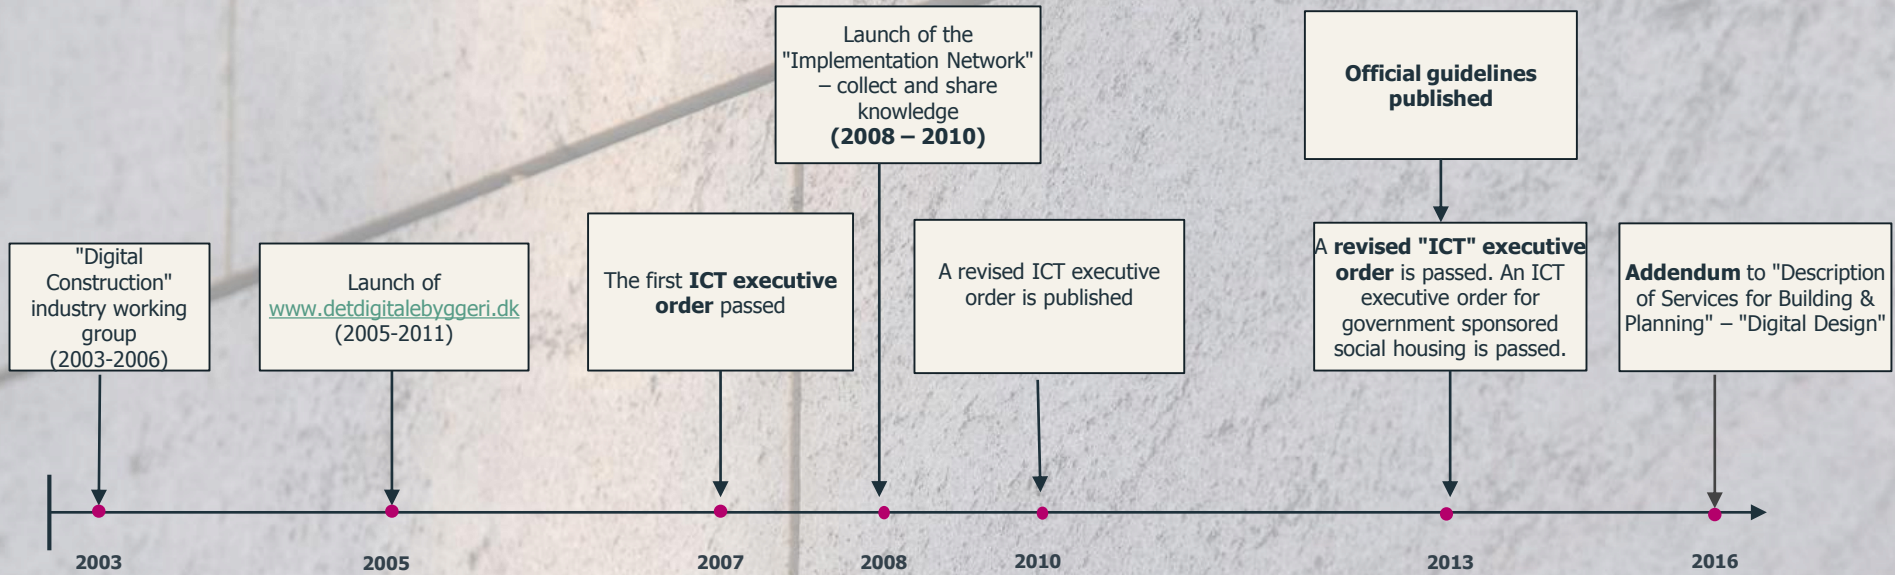 Launch of the
"Implementation Network"
– collect and share
knowledge
(2008 – 2010)
Official guidelines
published
"Digital
Construction"
industry working
group
(2003-2006)
Launch of
www.detdigitalebyggeri.dk
(2005-2011)
The first ICT executive
order passed
A revised ICT executive
order is published
A revised "ICT" executive
order is passed. An ICT
executive order for
government sponsored
social housing is passed.
Addendum to "Description
of Services for Building &
Planning" – "Digital Design"
2003
2005
2007
2008
2010
2013
2016